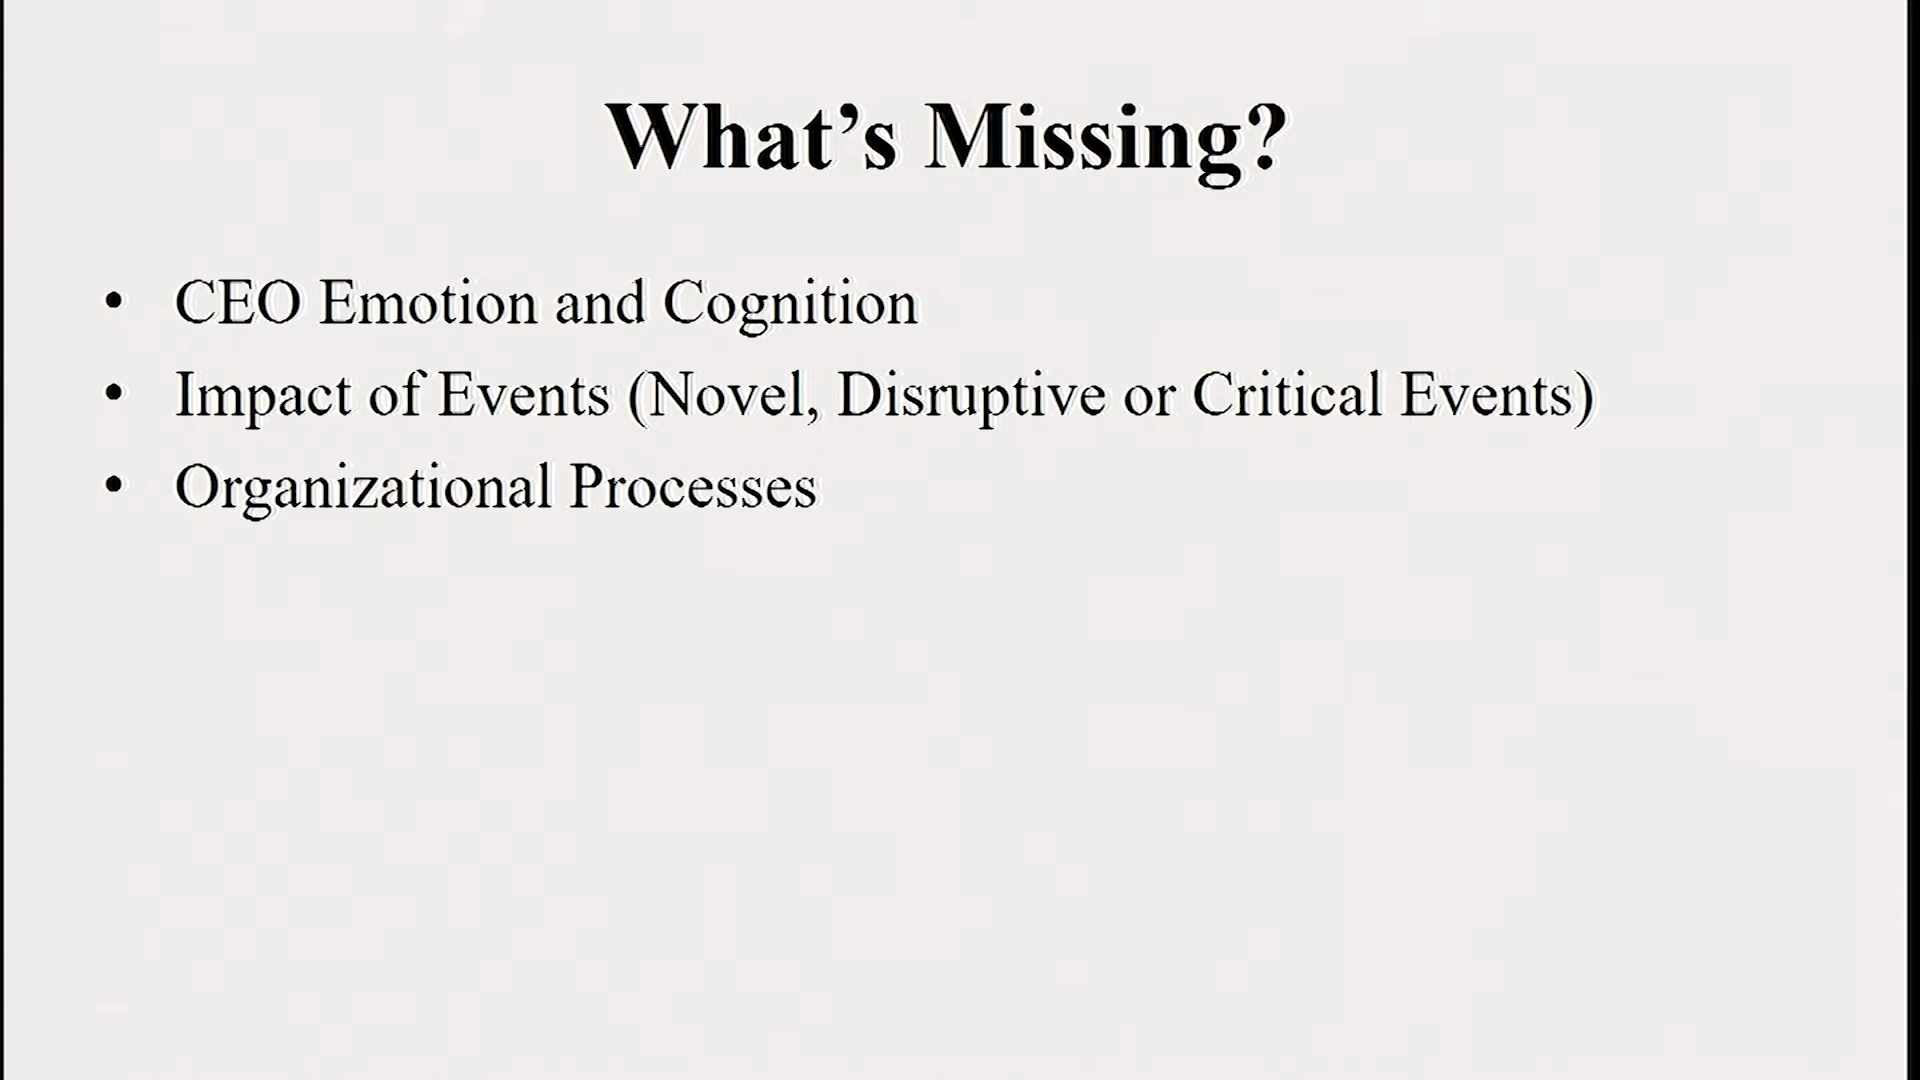 What’s Missing?
• CEO Emotion and Cognition
• Impact of Events (Novel, Disruptive or Critical Events)
• Organizational Processes